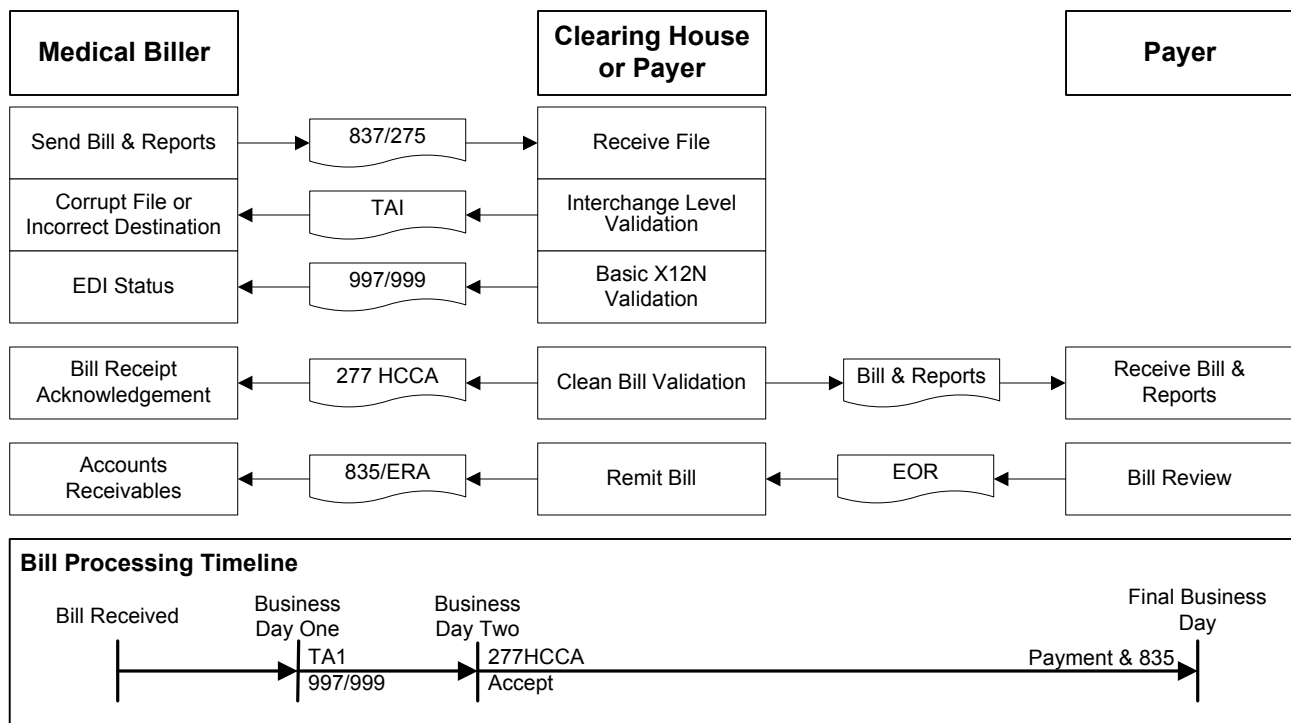 Medical Biller
Clearing House
or Payer
Payer
Send Bill & Reports
837/275
Receive File
Corrupt File or
Incorrect Destination
TAI
Interchange Level
Validation
EDI Status
997/999
Basic X12N
Validation
Bill Receipt
Acknowledgement
277 HCCA
Clean Bill Validation
Bill & Reports
Receive Bill &
Reports
Accounts
Receivables
835/ERA
Remit Bill
EOR
Bill Review
Bill Processing Timeline
Bill Received
Business
Day One
TA1
997/999
Business
Day Two
277HCCA
Accept
Payment & 835
Final Business
Day